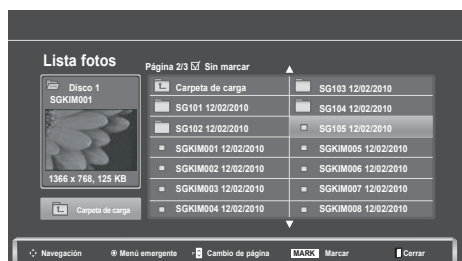 Lista fotos
Página 2/3 Sin marcar
Disco 1
SGKIM001
1366 x 768, 125 KB
Carpeta de carga
Carpeta de carga
SG101 12/02/2010
SG102 12/02/2010
SGKIM001 12/02/2010
SGKIM002 12/02/2010
SGKIM003 12/02/2010
SGKIM004 12/02/2010
SG103 12/02/2010
SG104 12/02/2010
SG105 12/02/2010
SGKIM005 12/02/2010
SGKIM006 12/02/2010
SGKIM007 12/02/2010
SGKIM008 12/02/2010
Navegación Menú emergente Cambio de página MARK Marcar Cerrar